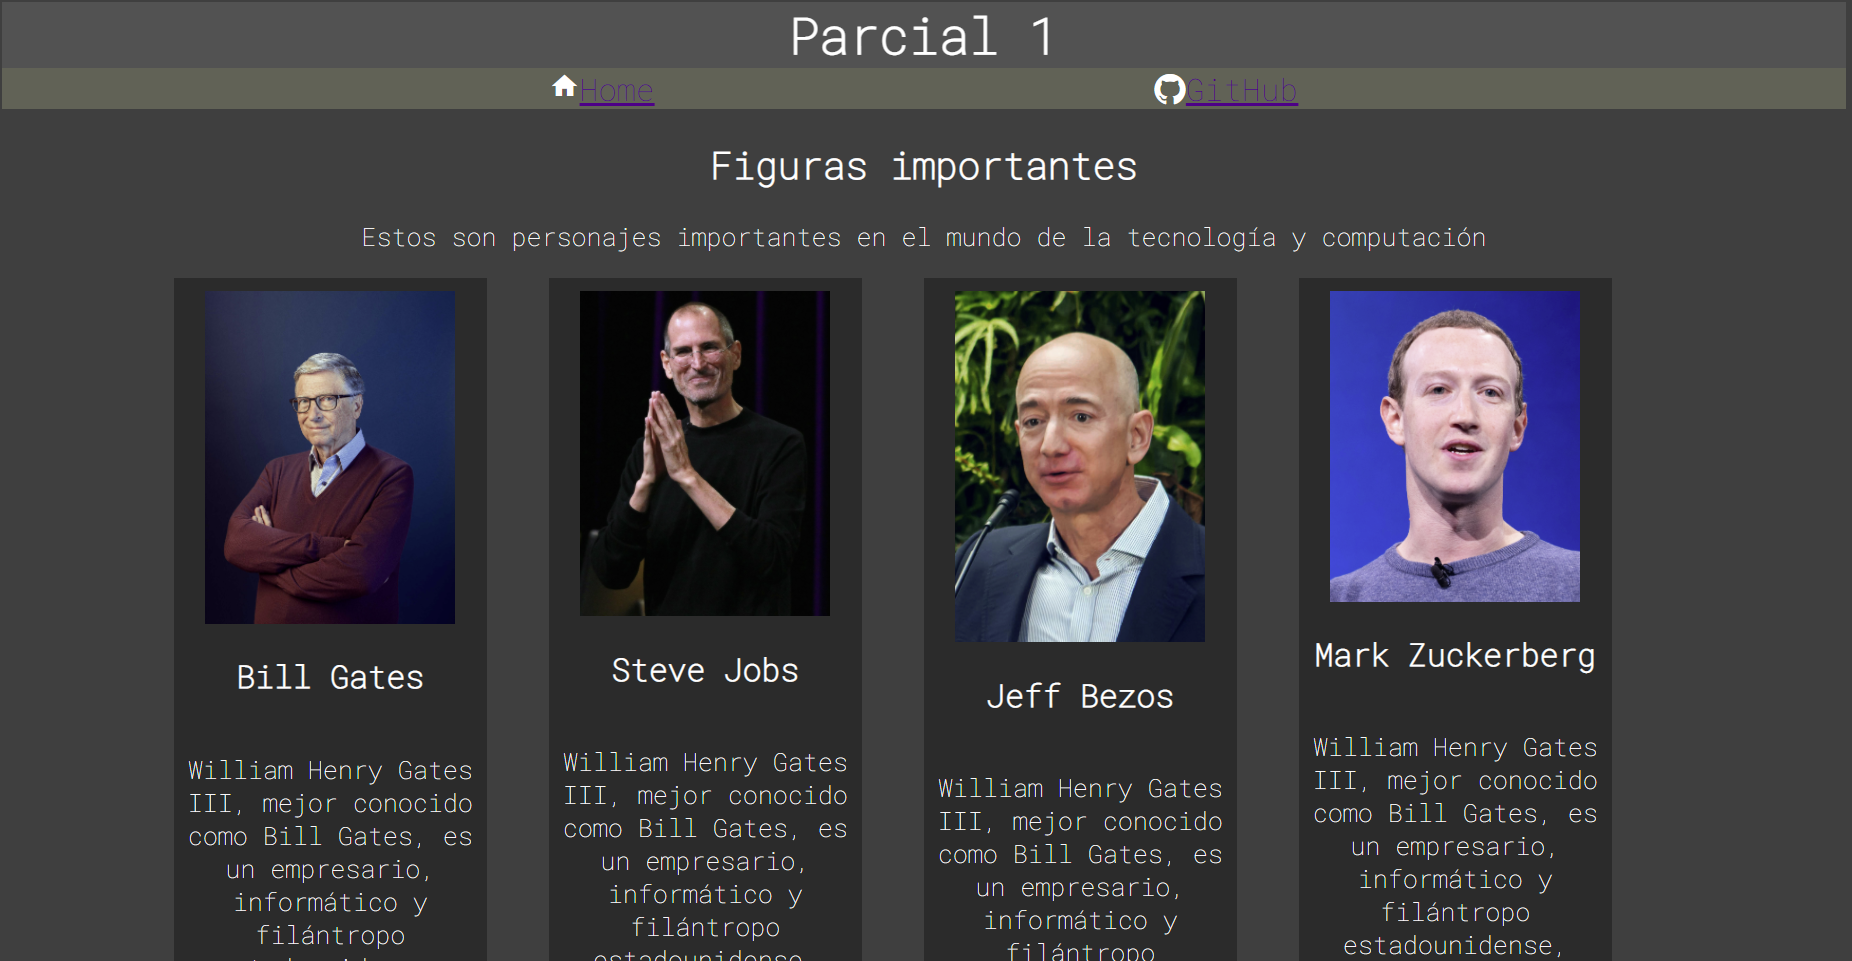 Parcial 1
Home
GitHub
Figuras importantes
Estos son personajes importantes en el mundo de la tecnología y computación
Bill Gates
William Henry Gates
III, mejor conocido
como Bill Gates, es
un empresario,
informático y
filántropo
Steve Jobs
William Henry Gates
III, mejor conocido
como Bill Gates, es
un empresario,
informático y
filántropo
estadounidense,
Jeff Bezos
William Henry Gates
III, mejor conocido
como Bill Gates, es
un empresario,
informático y
filántropo
Mark Zuckerberg
William Henry Gates
III, mejor conocido
como Bill Gates, es
un empresario,
informático y
filántropo
estadounidense,